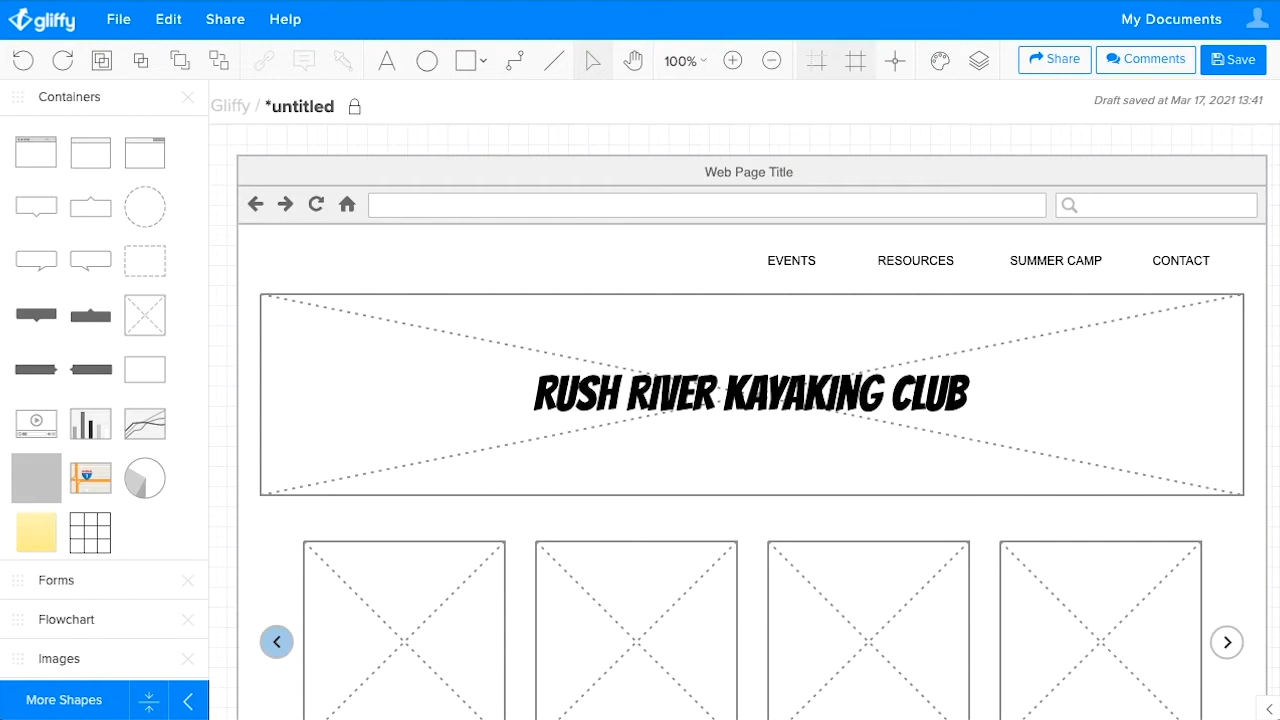 gliffy File Edit Share Help My Documents
100% Share Comments Save
Containers
Gliffy / *untitled
Draft saved at Mar 17, 2021 13:41
Web Page Title
EVENTS RESOURCES SUMMER CAMP CONTACT
RUSH RIVER KAYAKING CLUB
Forms
Flowchart
Images
More Shapes